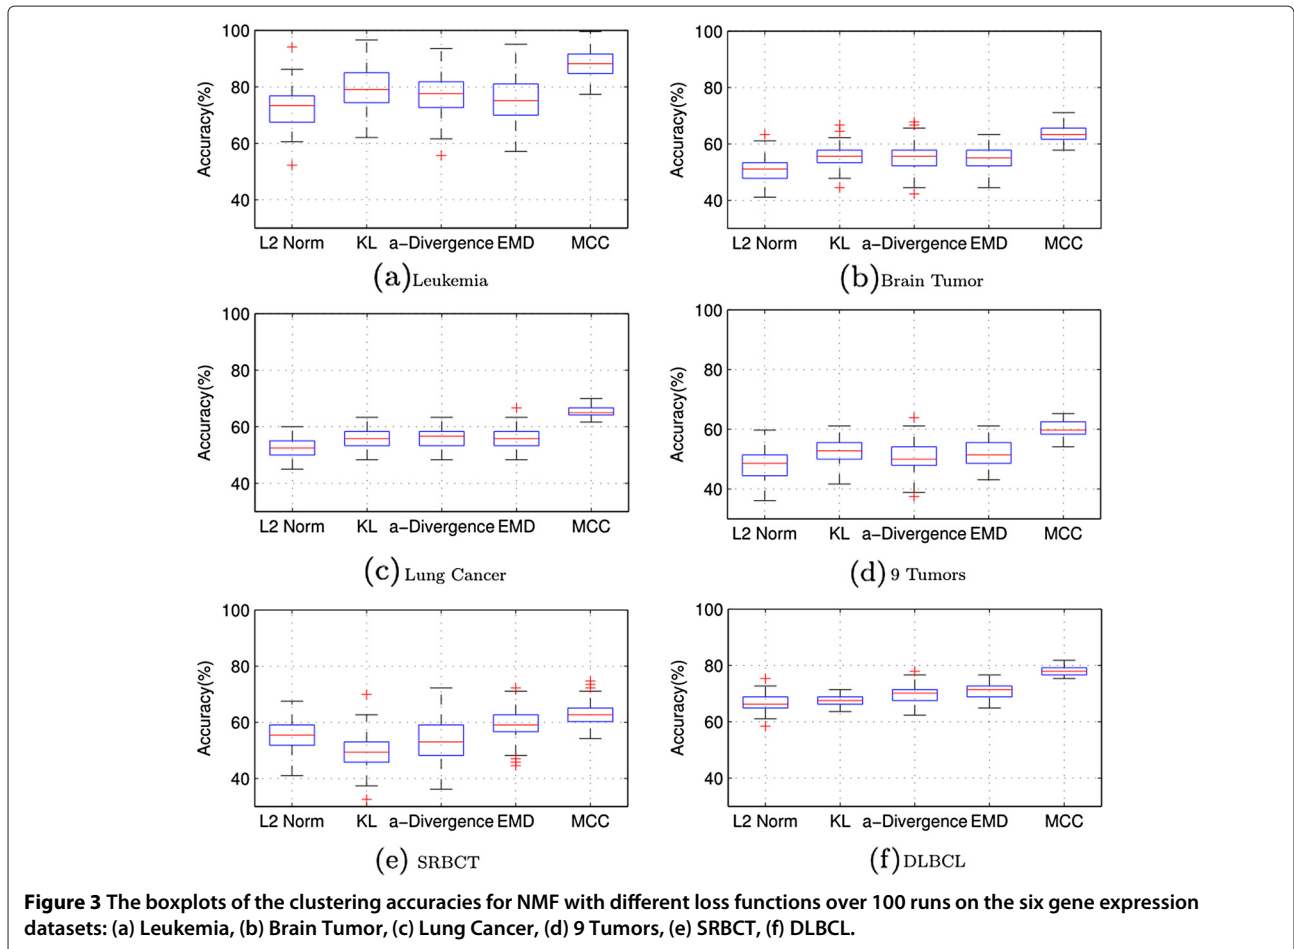 100
80
60
40
Accuracy(%)
L2 Norm KL a-Divergence EMD MCC
(a) Leukemia
100
80
60
40
Accuracy(%)
L2 Norm KL a-Divergence EMD MCC
(b) Brain Tumor
100
80
60
40
Accuracy(%)
L2 Norm KL a-Divergence EMD MCC
(c) Lung Cancer
100
80
60
40
Accuracy(%)
L2 Norm KL a-Divergence EMD MCC
(d) 9 Tumors
100
80
60
40
Accuracy(%)
L2 Norm KL a-Divergence EMD MCC
(e) SRBCT
100
80
60
40
Accuracy(%)
L2 Norm KL a-Divergence EMD MCC
(f) DLBCL
Figure 3 The boxplots of the clustering accuracies for NMF with different loss functions over 100 runs on the six gene expression
datasets: (a) Leukemia, (b) Brain Tumor, (c) Lung Cancer, (d) 9 Tumors, (e) SRBCT, (f) DLBCL.